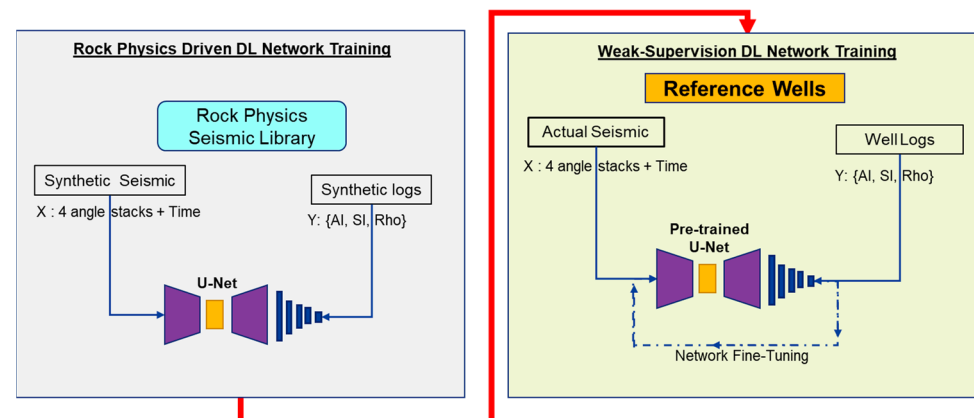 Rock Physics Driven DL Network Training
Rock Physics
Seismic Library
Synthetic Seismic
X : 4 angle stacks + Time
Synthetic logs
Y: {AI, SI, Rho}
U-Net
Weak-Supervision DL Network Training
Reference Wells
Actual Seismic
X : 4 angle stacks + Time
Well Logs
Y: {AI, SI, Rho}
Pre-trained
U-Net
Network Fine-Tuning